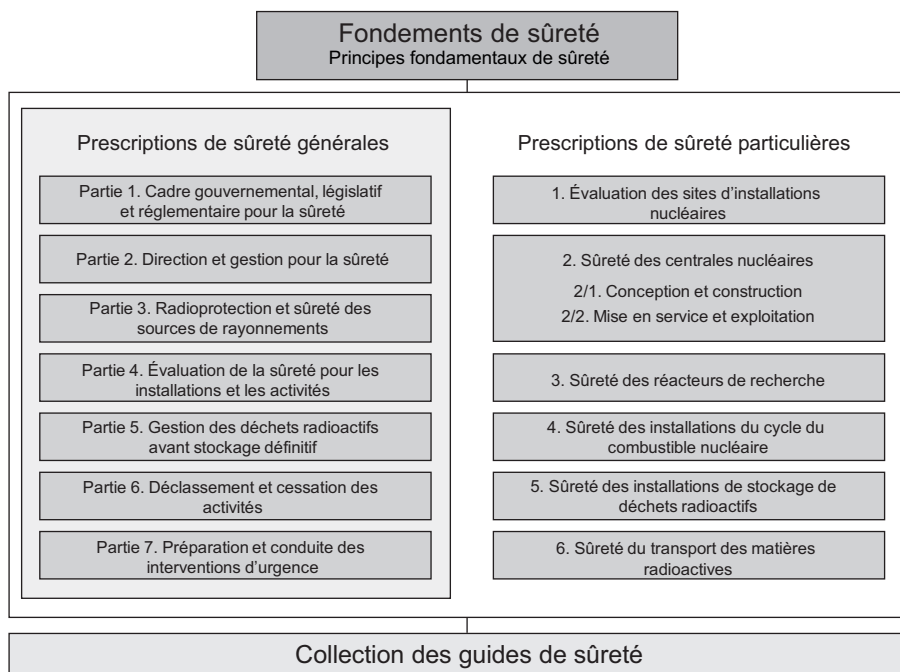 Fondements de sûreté
Principes fondamentaux de sûreté
Prescriptions de sûreté générales
Partie 1. Cadre gouvernemental, législatif
et réglementaire pour la sûreté
Partie 2. Direction et gestion pour la sûreté
Partie 3. Radioprotection et sûreté des
sources de rayonnements
Partie 4. Évaluation de la sûreté pour les
installations et les activités
Partie 5. Gestion des déchets radioactifs
avant stockage définitif
Partie 6. Déclassement et cessation des
activités
Partie 7. Préparation et conduite des
interventions d'urgence
Prescriptions de sûreté particulières
1. Évaluation des sites d'installations
nucléaires
2. Sûreté des centrales nucléaires
2/1. Conception et construction
2/2. Mise en service et exploitation
3. Sûreté des réacteurs de recherche
4. Sûreté des installations du cycle du
combustible nucléaire
5. Sûreté des installations de stockage de
déchets radioactifs
6. Sûreté du transport des matières
radioactives
Collection des guides de sûreté